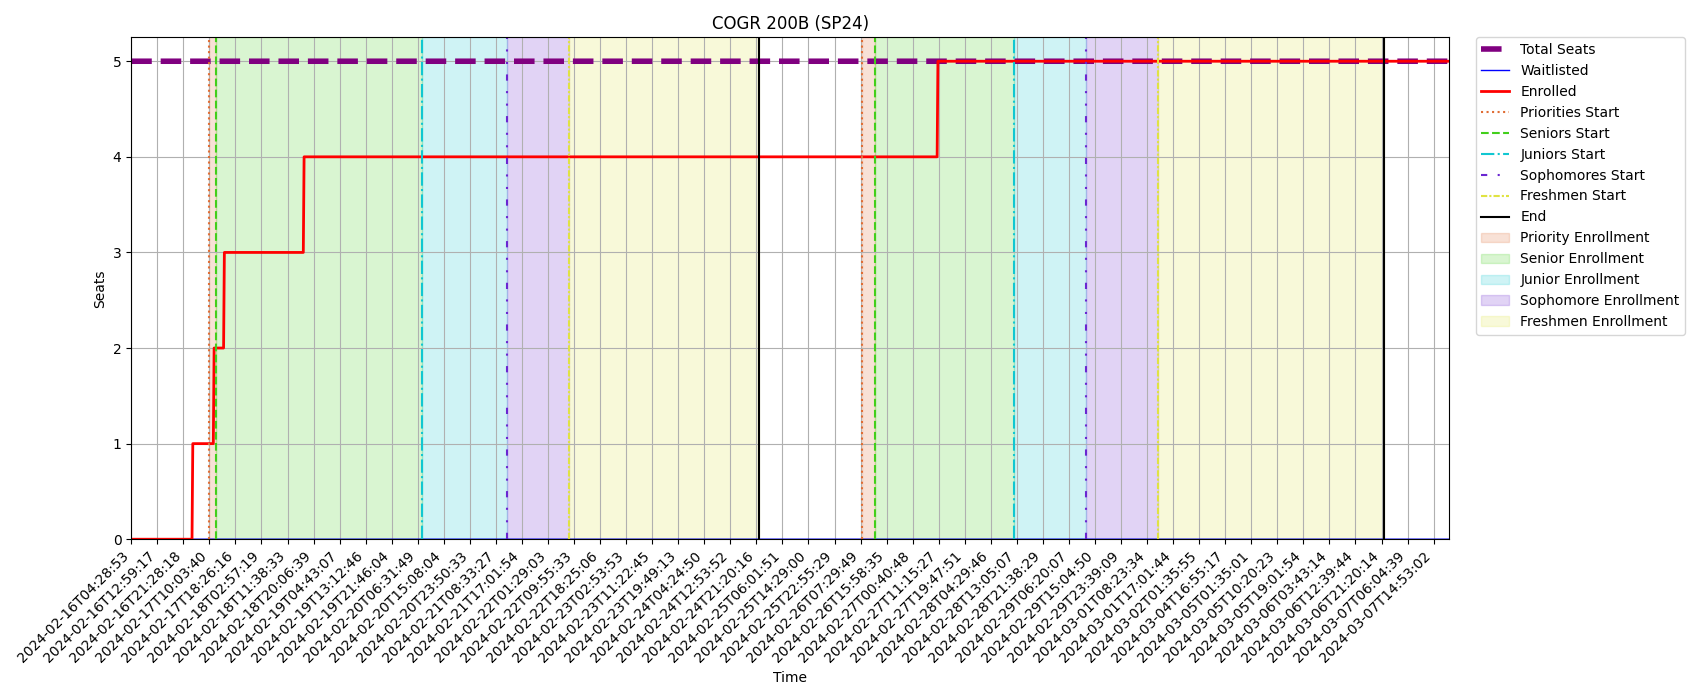 COGR 200B (SP24)
5
4
3
2
1
0
Seats
2024-02-16T04:28:53
2024-02-16T12:59:17
2024-02-16T21:28:18
2024-02-17T10:03:40
2024-02-17T18:26:16
2024-02-18T02:57:19
2024-02-18T11:38:33
2024-02-18T20:06:39
2024-02-19T04:43:07
2024-02-19T13:12:46
2024-02-19T21:46:04
2024-02-20T06:31:49
2024-02-20T15:08:04
2024-02-20T23:50:33
2024-02-21T08:33:27
2024-02-21T17:01:54
2024-02-22T01:29:03
2024-02-22T09:55:33
2024-02-22T18:25:06
2024-02-23T02:53:53
2024-02-23T11:22:45
2024-02-23T19:49:13
2024-02-24T04:24:50
2024-02-24T12:53:52
2024-02-24T21:20:16
2024-02-25T06:01:51
2024-02-25T14:29:00
2024-02-25T22:55:29
2024-02-26T07:29:49
2024-02-26T15:58:35
2024-02-27T00:40:48
2024-02-27T11:15:27
2024-02-27T19:47:51
2024-02-28T04:29:46
2024-02-28T13:05:07
2024-02-28T21:38:29
2024-02-29T06:20:07
2024-02-29T15:04:50
2024-02-29T23:39:09
2024-03-01T08:23:34
2024-03-01T17:01:44
2024-03-02T01:35:55
2024-03-04T16:55:17
2024-03-05T01:35:01
2024-03-05T10:20:23
2024-03-05T19:01:54
2024-03-06T03:43:14
2024-03-06T12:39:44
2024-03-06T21:20:14
2024-03-07T06:04:39
2024-03-07T14:53:02
Time
Total Seats
Waitlisted
Enrolled
Priorities Start
Seniors Start
Juniors Start
Sophomores Start
Freshmen Start
End
Priority Enrollment
Senior Enrollment
Junior Enrollment
Sophomore Enrollment
Freshmen Enrollment